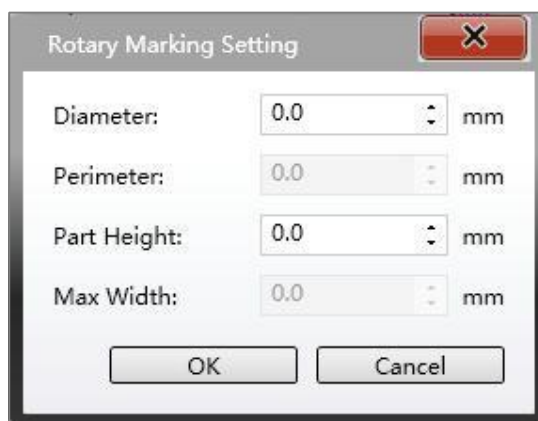 Rotary Marking Setting
Diameter: 0.0 mm
Perimeter: 0.0 mm
Part Height: 0.0 mm
Max Width: 0.0 mm
OK Cancel